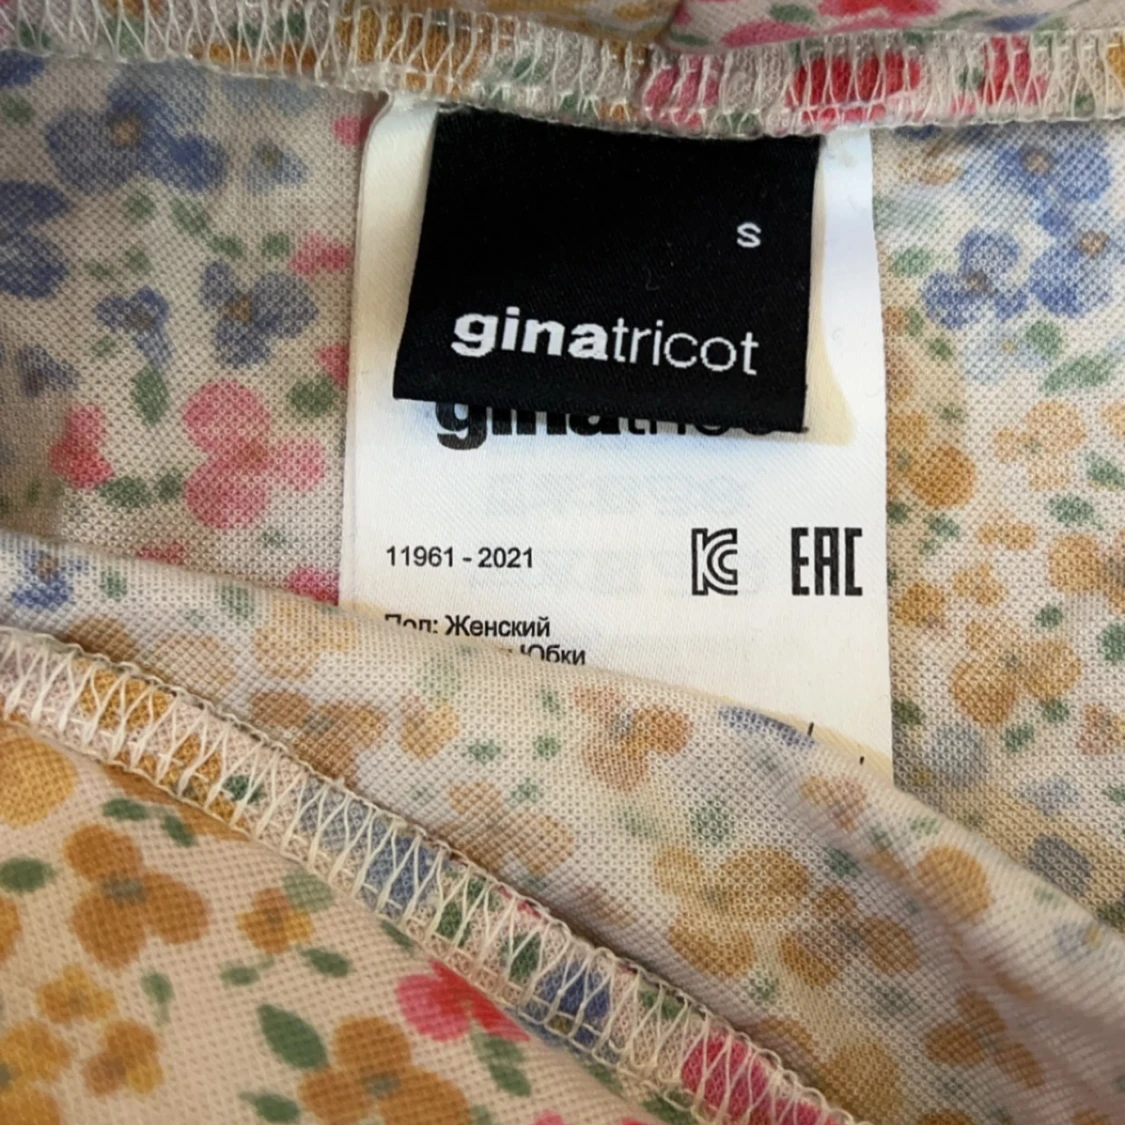 s
ginatricot
11961 - 2021
EAC
Пол: Женский
Юбки